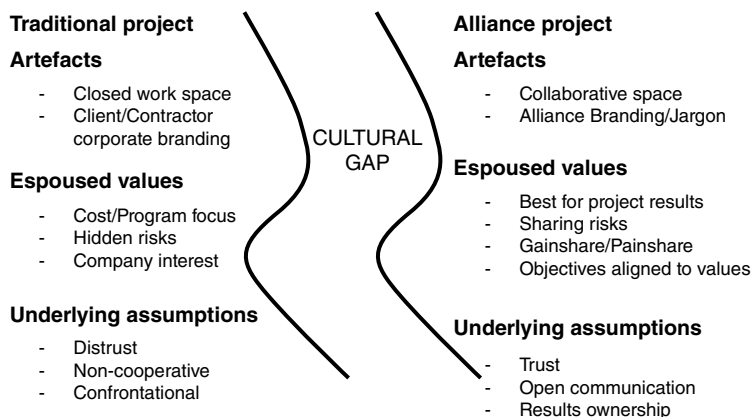 Traditional project
Artefacts
- Closed work space
- Client/Contractor
corporate branding
Espoused values
- Cost/Program focus
- Hidden risks
- Company interest
Underlying assumptions
- Distrust
- Non-cooperative
- Confrontational
CULTURAL
GAP
Alliance project
Artefacts
- Collaborative space
- Alliance Branding/Jargon
Espoused values
- Best for project results
- Sharing risks
- Gainshare/Painshare
- Objectives aligned to values
Underlying assumptions
- Trust
- Open communication
- Results ownership